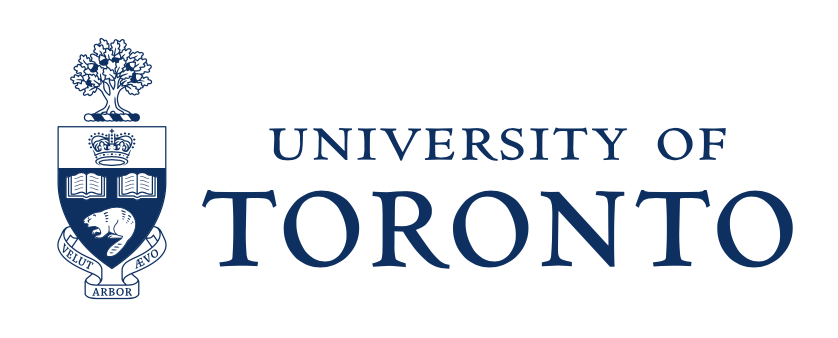 UNIVERSITY OF
TORONTO
VELUT
ARBOR
ÆVO